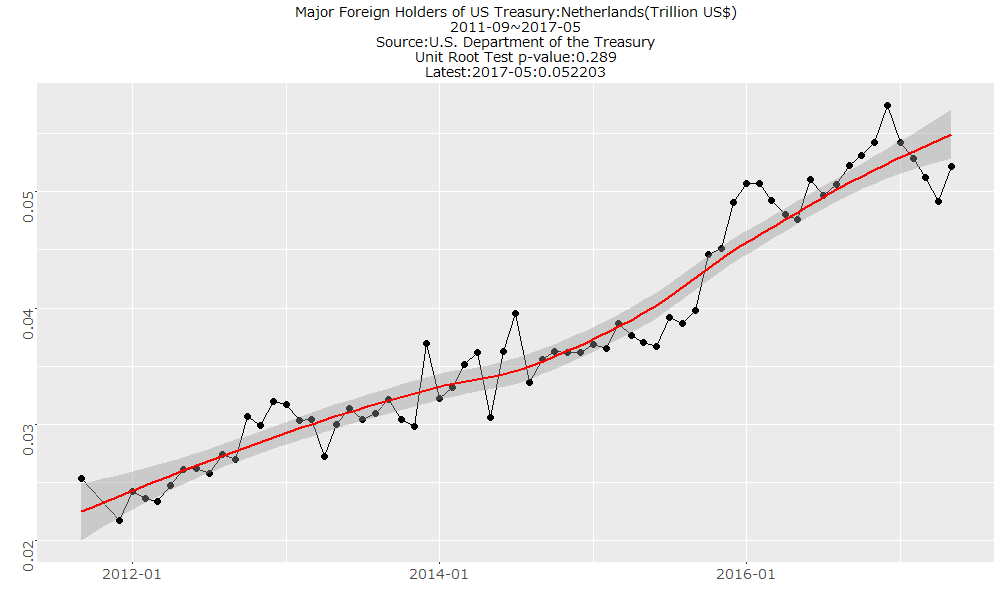 Major Foreign Holders of US Treasury:Netherlands(Trillion US$)
2011-09~2017-05
Source:U.S. Department of the Treasury
Unit Root Test p-value:0.289
Latest:2017-05:0.052203
0.05
0.04
0.03
0.02
2012-01
2014-01
2016-01